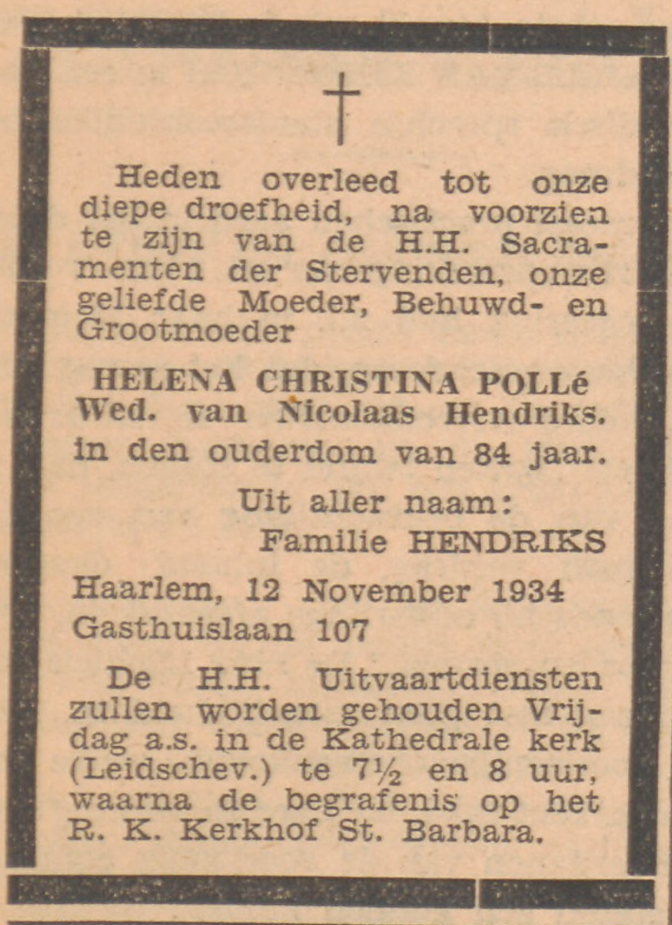 Heden overleed tot onze
diepe droefheid, na voorzien
te zijn van de H.H. Sacra-
menten der Stervenden, onze
geliefde Moeder, Behuwd- en
Grootmoeder
HELENA CHRISTINA POLLé
Wed. van Nicolaas Hendriks.
in den ouderdom van 84 jaar.
Uit aller naam:
Familie HENDRIKS
Haarlem, 12 November 1934
Gasthuislaan 107
De H.H. Uitvaartdiensten
zullen worden gehouden Vrij-
dag a.s. in de Kathedrale kerk
(Leidschev.) te 7½ en 8 uur,
waarna de begrafenis op het
R. K. Kerkhof St. Barbara.